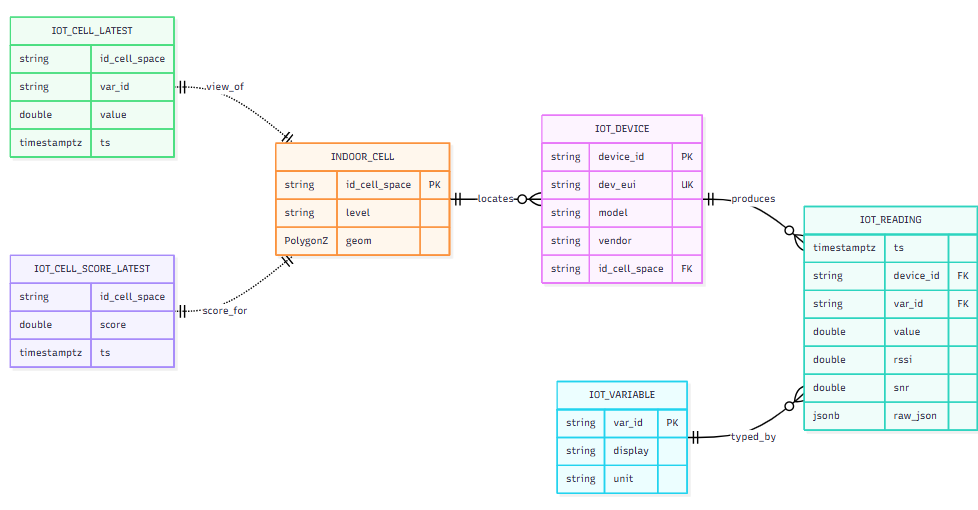 IOT_CELL_LATEST
string id_cell_space
string var_id
double value
timestamptz ts
view_of
INDOOR_CELL
string id_cell_space PK
string level
PolygonZ geom
locates
IOT_CELL_SCORE_LATEST
string id_cell_space
double score
timestamptz ts
score_for
IOT_DEVICE
string device_id PK
string dev_eui UK
string model
string vendor
string id_cell_space FK
produces
IOT_READING
timestamptz ts
string device_id FK
string var_id FK
double value
double rssi
double snr
jsonb raw_json
IOT_VARIABLE
string var_id PK
string display
string unit
typed_by